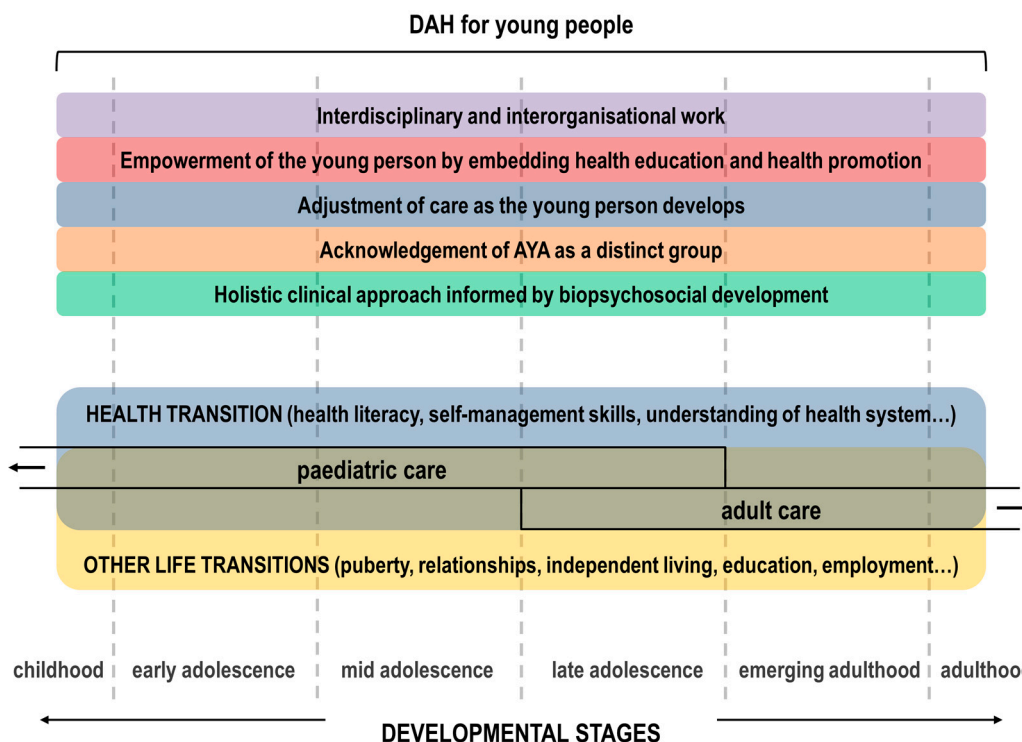 DAH for young people
Interdisciplinary and interorganisational work
Empowerment of the young person by embedding health education and health promotion
Adjustment of care as the young person develops
Acknowledgement of AYA as a distinct group
Holistic clinical approach informed by biopsychosocial development
HEALTH TRANSITION (health literacy, self-management skills, understanding of health system…)
paediatric care
adult care
OTHER LIFE TRANSITIONS (puberty, relationships, independent living, education, employment…)
childhood early adolescence mid adolescence late adolescence emerging adulthood adulthoo
DEVELOPMENTAL STAGES